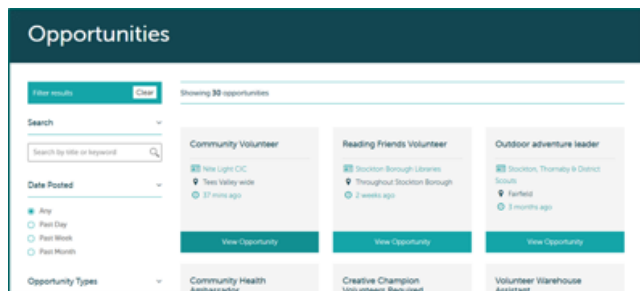 Opportunities
Filter results
Clear
Showing 30 opportunities
Search
Search by title or keyword
Date Posted
Any
Past Day
Past Week
Past Month
Opportunity Types
Community Volunteer
Nite Light CIC
Tees Valley wide
37 mins ago
View Opportunity
Reading Friends Volunteer
Stockton Borough Libraries
Throughout Stockton Borough
2 weeks ago
View Opportunity
Outdoor adventure leader
Stockton, Thornaby & District
Scouts
Fairfield
3 months ago
View Opportunity
Community Health
Ambassador
Creative Champion
Volunteers Required
Volunteer Warehouse
Assistant